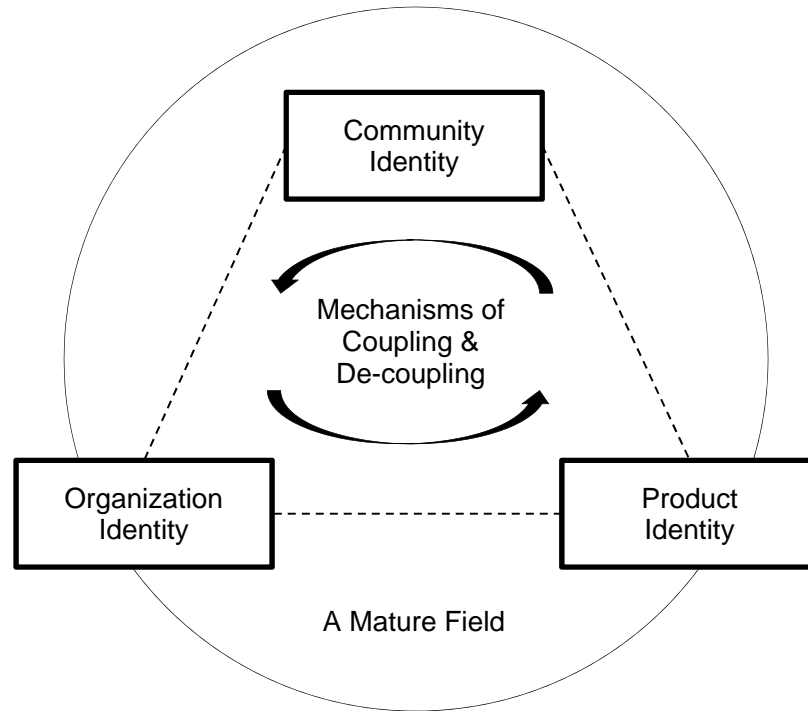 Community
Identity
Mechanisms of
Coupling &
De-coupling
Organization
Identity
Product
Identity
A Mature Field